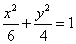 x²/6 + y²/4 = 1